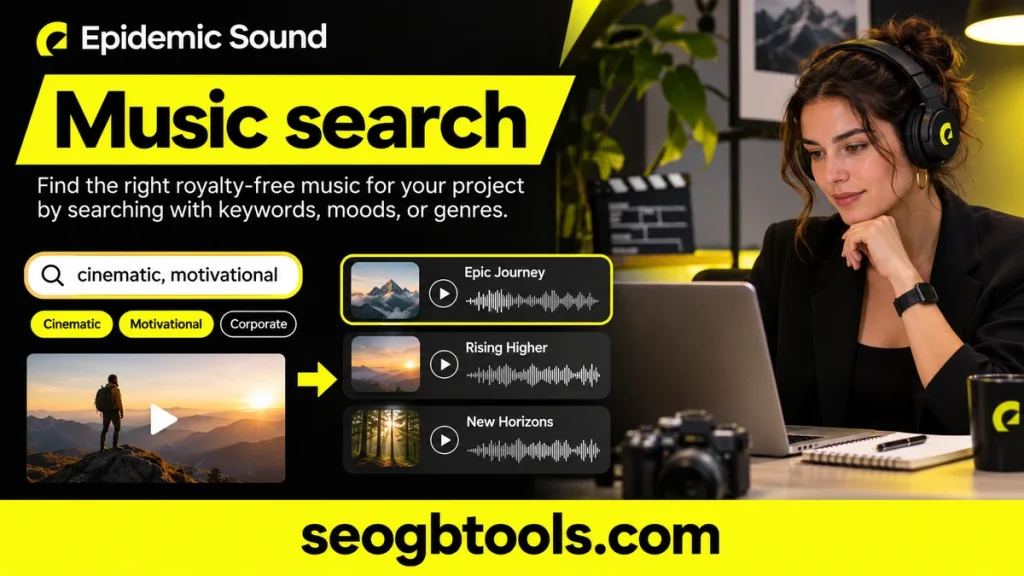 Epidemic Sound
Music search
Find the right royalty-free music for your project
by searching with keywords, moods, or genres.
cinematic, motivational
Cinematic
Motivational
Corporate
Epic Journey
Rising Higher
New Horizons
seogbtools.com